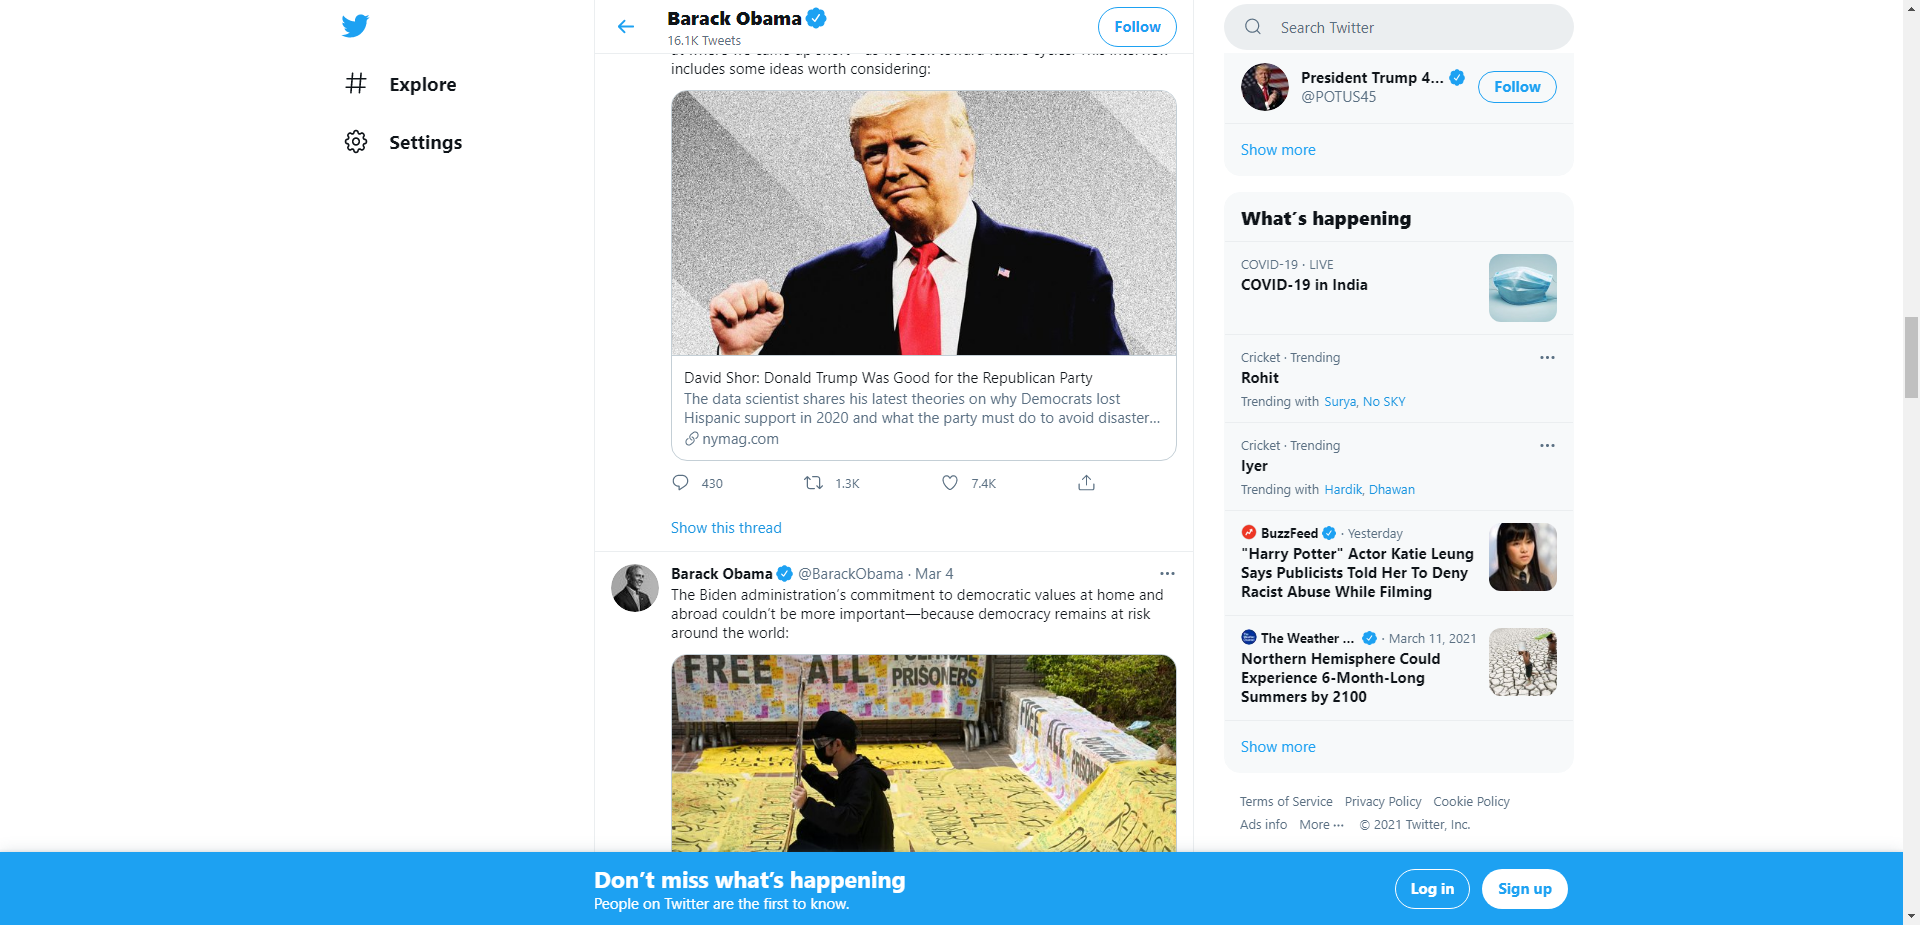 Explore
Settings
Barack Obama
16.1K Tweets
Follow
includes some ideas worth considering:
David Shor: Donald Trump Was Good for the Republican Party
The data scientist shares his latest theories on why Democrats lost
Hispanic support in 2020 and what the party must do to avoid disaster...
nymag.com
430 1.3K 7.4K
Show this thread
Barack Obama @BarackObama · Mar 4
The Biden administration's commitment to democratic values at home and
abroad couldn't be more important—because democracy remains at risk
around the world:
FREE ALL POLITICAL
PRISONERS
FREE ALL POLITICAL PRISONERS
Search Twitter
President Trump 4...
@POTUS45
Follow
Show more
What's happening
COVID-19 · LIVE
COVID-19 in India
Cricket · Trending
Rohit
Trending with Surya, No SKY
Cricket · Trending
Iyer
Trending with Hardik, Dhawan
BuzzFeed · Yesterday
"Harry Potter" Actor Katie Leung
Says Publicists Told Her To Deny
Racist Abuse While Filming
The Weather ... · March 11, 2021
Northern Hemisphere Could
Experience 6-Month-Long
Summers by 2100
Show more
Terms of Service Privacy Policy Cookie Policy
Ads info More ··· © 2021 Twitter, Inc.
Don't miss what's happening
People on Twitter are the first to know.
Log in
Sign up